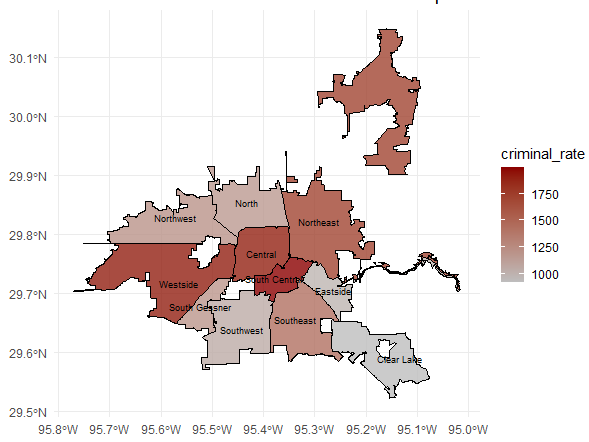 30.1°N
30.0°N
29.9°N
29.8°N
29.7°N
29.6°N
29.5°N
North
Northwest
Northeast
Central
South Central
Westside
Eastside
South Gessner
Southeast
Southwest
Clear Lake
criminal_rate
1750
1500
1250
1000
95.8°W 95.7°W 95.6°W 95.5°W 95.4°W 95.3°W 95.2°W 95.1°W 95.0°W